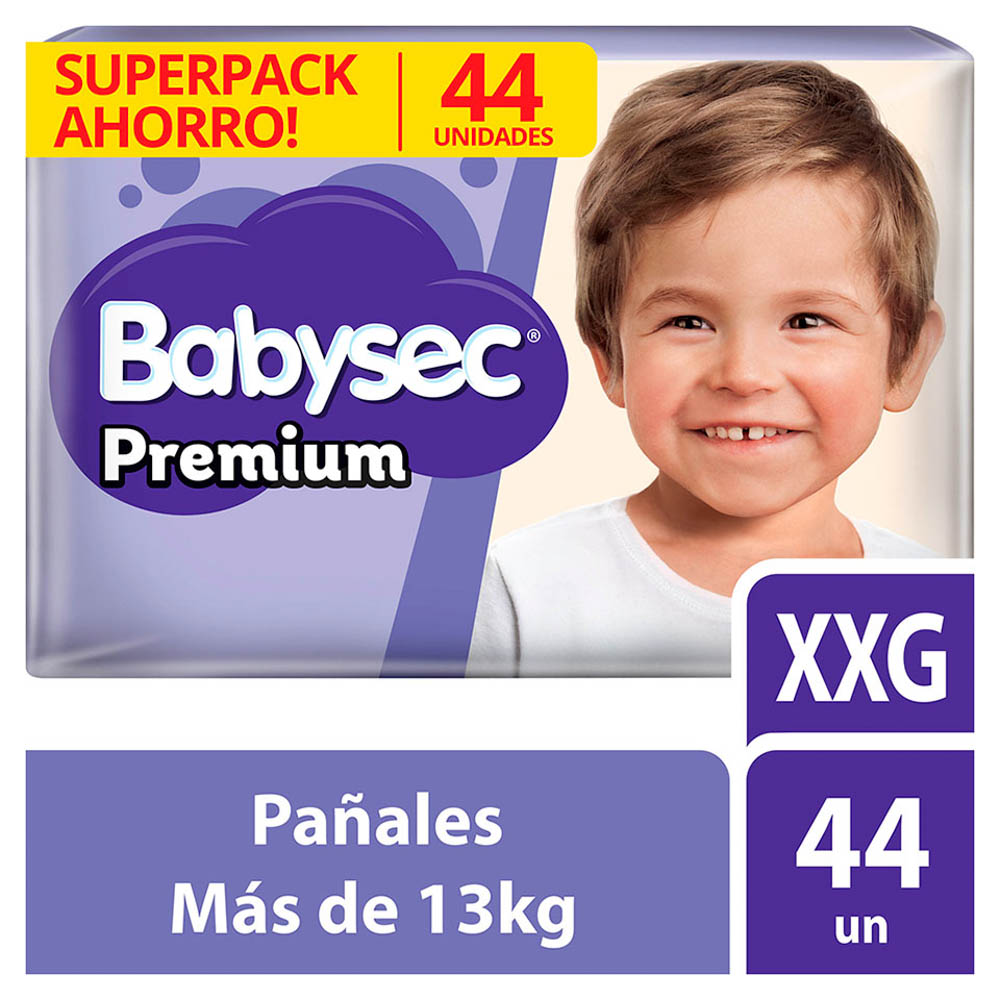 SUPERPACK
AHORRO!
44
UNIDADES
Babysec®
Premium
XXG
Pañales
Más de 13kg
44
un